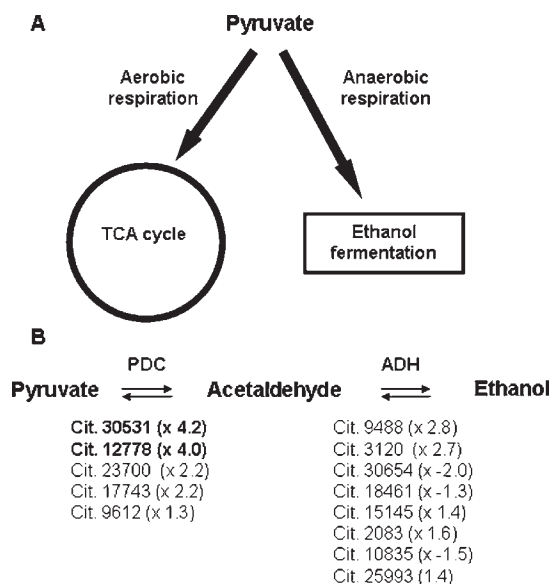 A
Pyruvate
Aerobic
respiration
Anaerobic
respiration
TCA cycle
Ethanol
fermentation
B
PDC
ADH
Pyruvate
Acetaldehyde
Ethanol
Cit. 30531 (x 4.2)
Cit. 12778 (x 4.0)
Cit. 23700 (x 2.2)
Cit. 17743 (x 2.2)
Cit. 9612 (x 1.3)
Cit. 9488 (x 2.8)
Cit. 3120 (x 2.7)
Cit. 30654 (x -2.0)
Cit. 18461 (x -1.3)
Cit. 15145 (x 1.4)
Cit. 2083 (x 1.6)
Cit. 10835 (x -1.5)
Cit. 25993 (1.4)